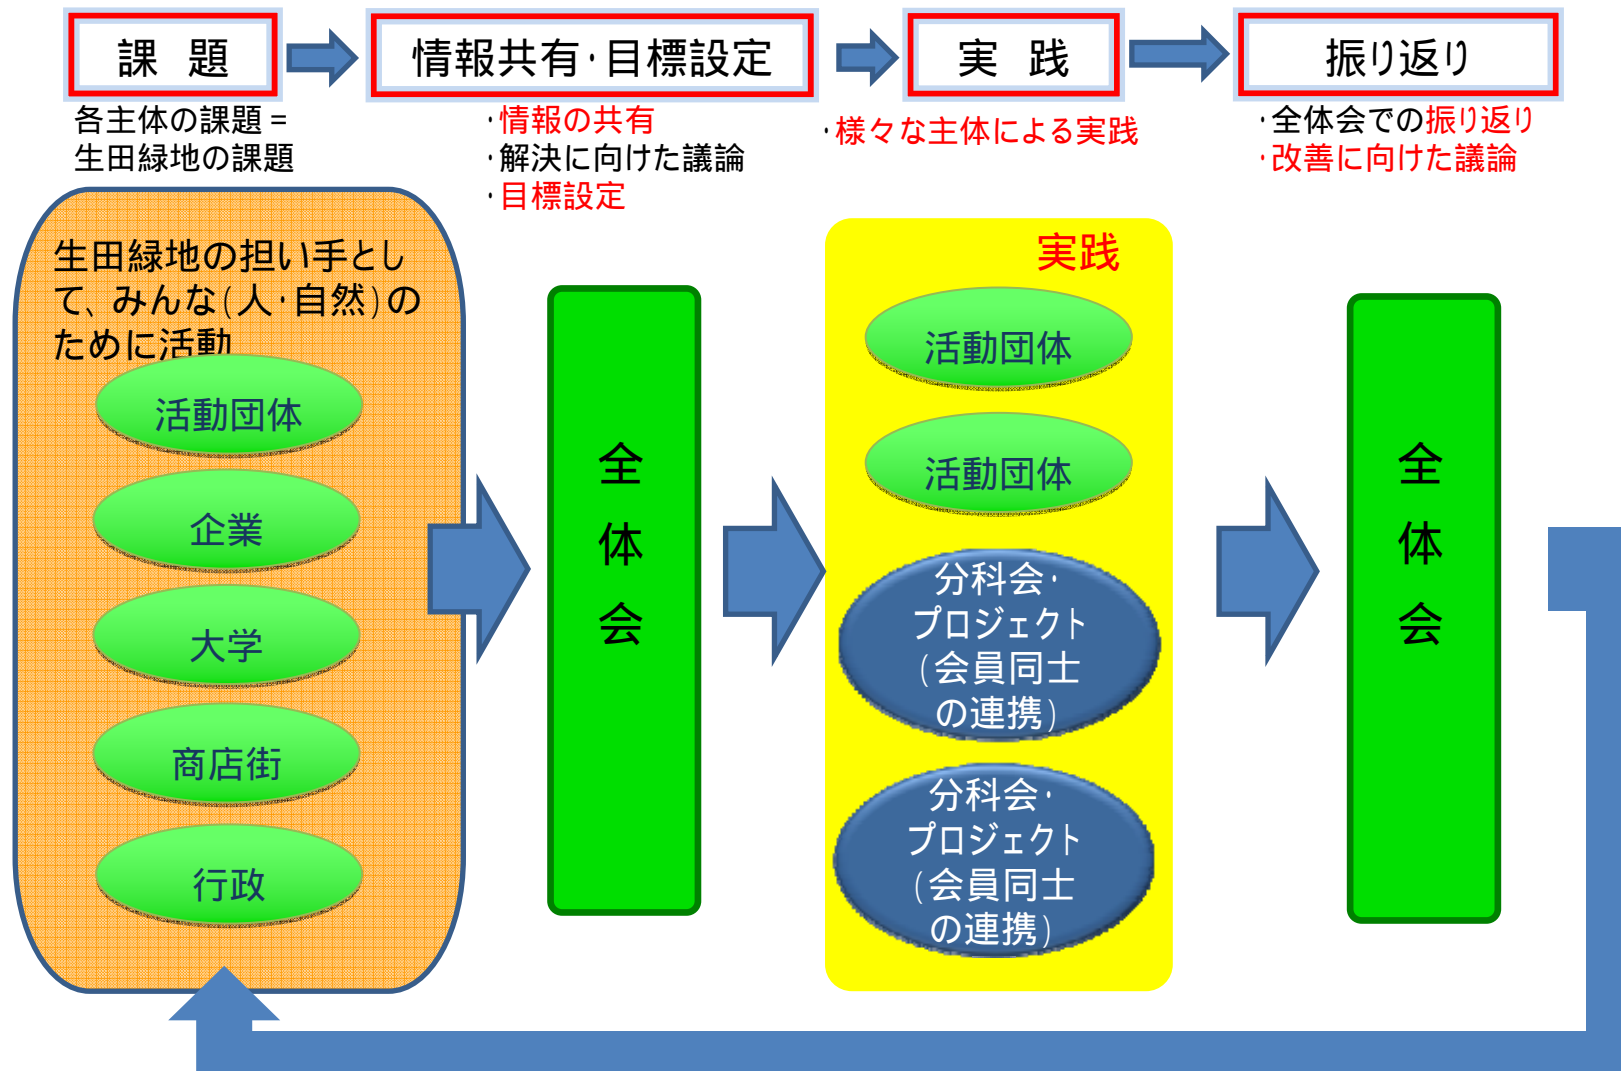 課　題
情報共有・目標設定
実　践
振り返り
各主体の課題＝
生田緑地の課題
・情報の共有
・解決に向けた議論
・目標設定
・様々な主体による実践
・全体会での振り返り
・改善に向けた議論
生田緑地の担い手とし
て、みんな（人・自然）の
ために活動
活動団体
企業
大学
商店街
行政
全
体
会
実践
活動団体
活動団体
分科会・
プロジェクト
（会員同士
の連携）
分科会・
プロジェクト
（会員同士
の連携）
全
体
会